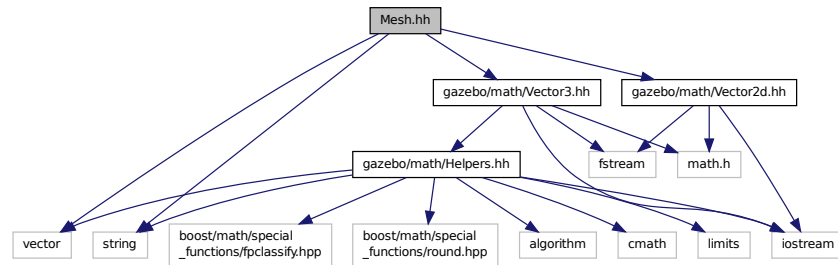 Mesh.hh
gazebo/math/Vector3.hh
gazebo/math/Vector2d.hh
gazebo/math/Helpers.hh
fstream
math.h
vector
string
boost/math/special
_functions/fpclassify.hpp
boost/math/special
_functions/round.hpp
algorithm
cmath
limits
iostream